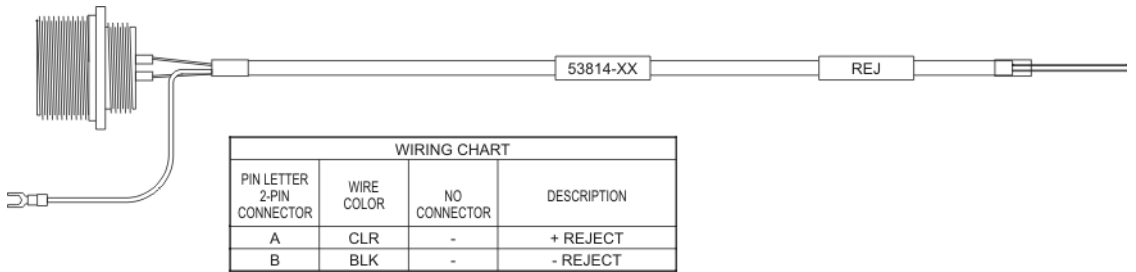 53814-XX REJ
WIRING CHART
PIN LETTER
2-PIN
CONNECTOR
WIRE
COLOR
NO
CONNECTOR
DESCRIPTION
A CLR - + REJECT
B BLK - - REJECT